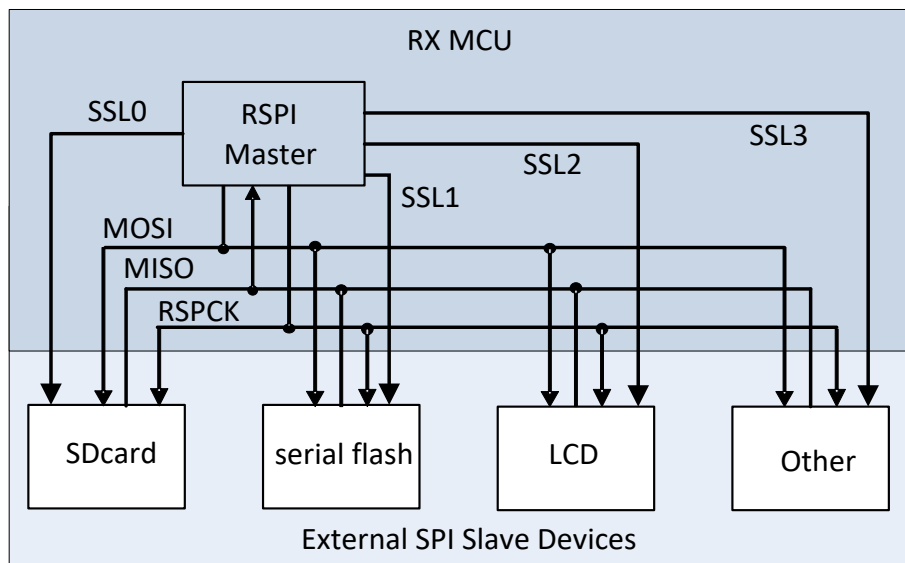 RX MCU
SSL0
RSPI
Master
SSL3
SSL2
SSL1
MOSI
MISO
RSPCK
SDcard
serial flash
LCD
Other
External SPI Slave Devices